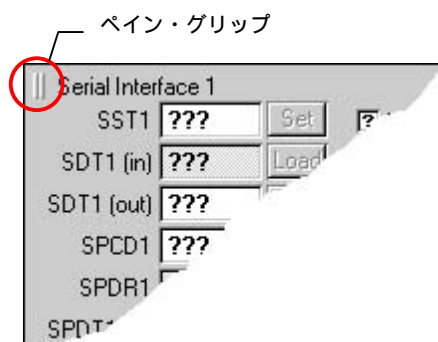 ペイン・グリップ
Serial Interface 1
SST1 ??? Set ?
SDT1 (in) ??? Load
SDT1 (out) ???
SPCD1 ???
SPDR1
SPDT